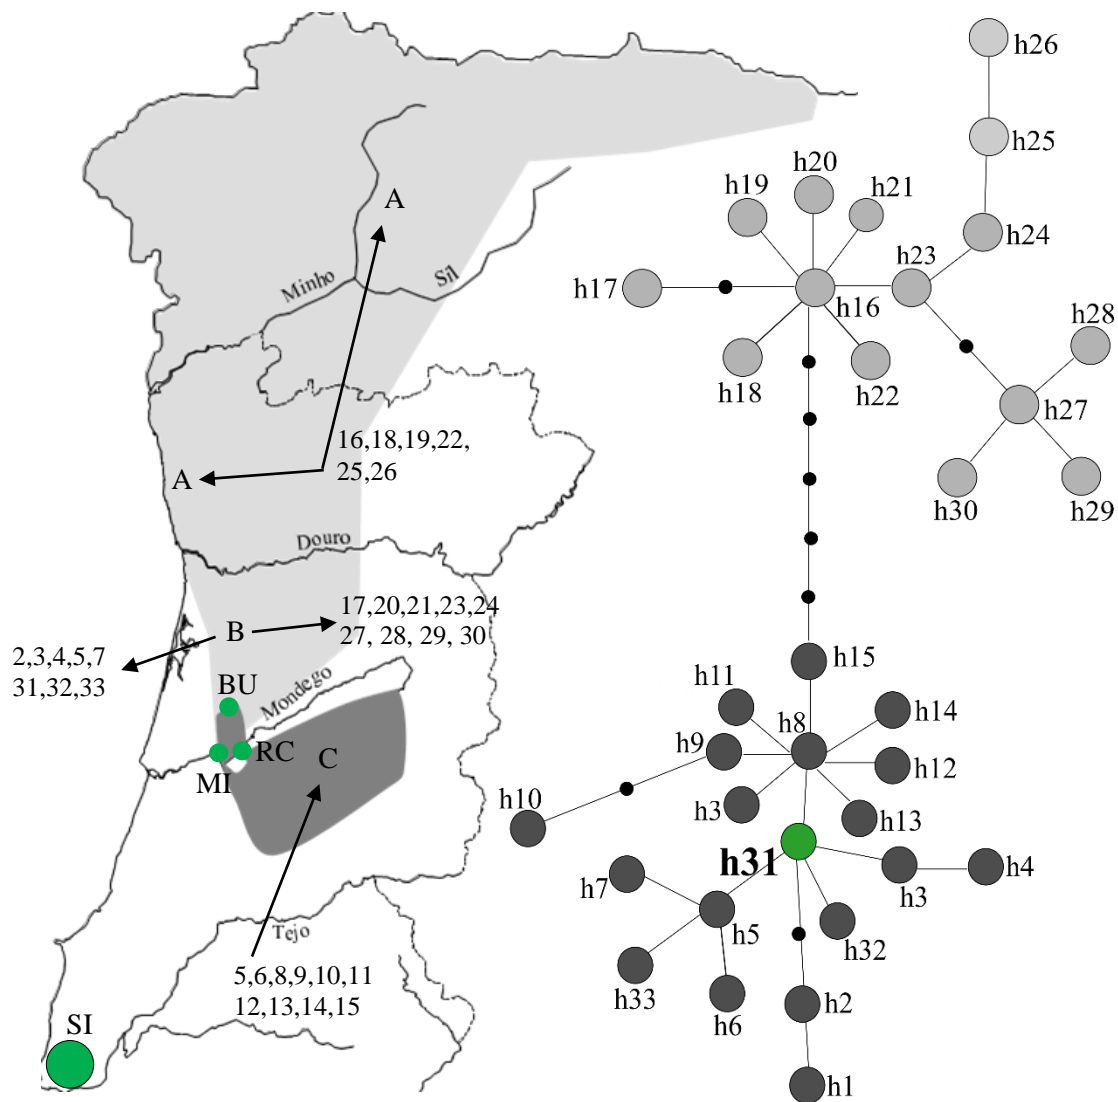 A
Minho
Sil
16,18,19,22,
25,26
A
Douro
17,20,21,23,24
27, 28, 29, 30
B
2,3,4,5,7
31,32,33
BU
Mondego
RC
C
MI
Tejo
5,6,8,9,10,11
12,13,14,15
SI
h26
h25
h20
h19
h21
h24
h23
h17
h16
h28
h18
h22
h27
h30
h29
h15
h11
h14
h8
h9
h12
h10
h3
h13
h31
h7
h3
h4
h5
h32
h33
h6
h2
h1